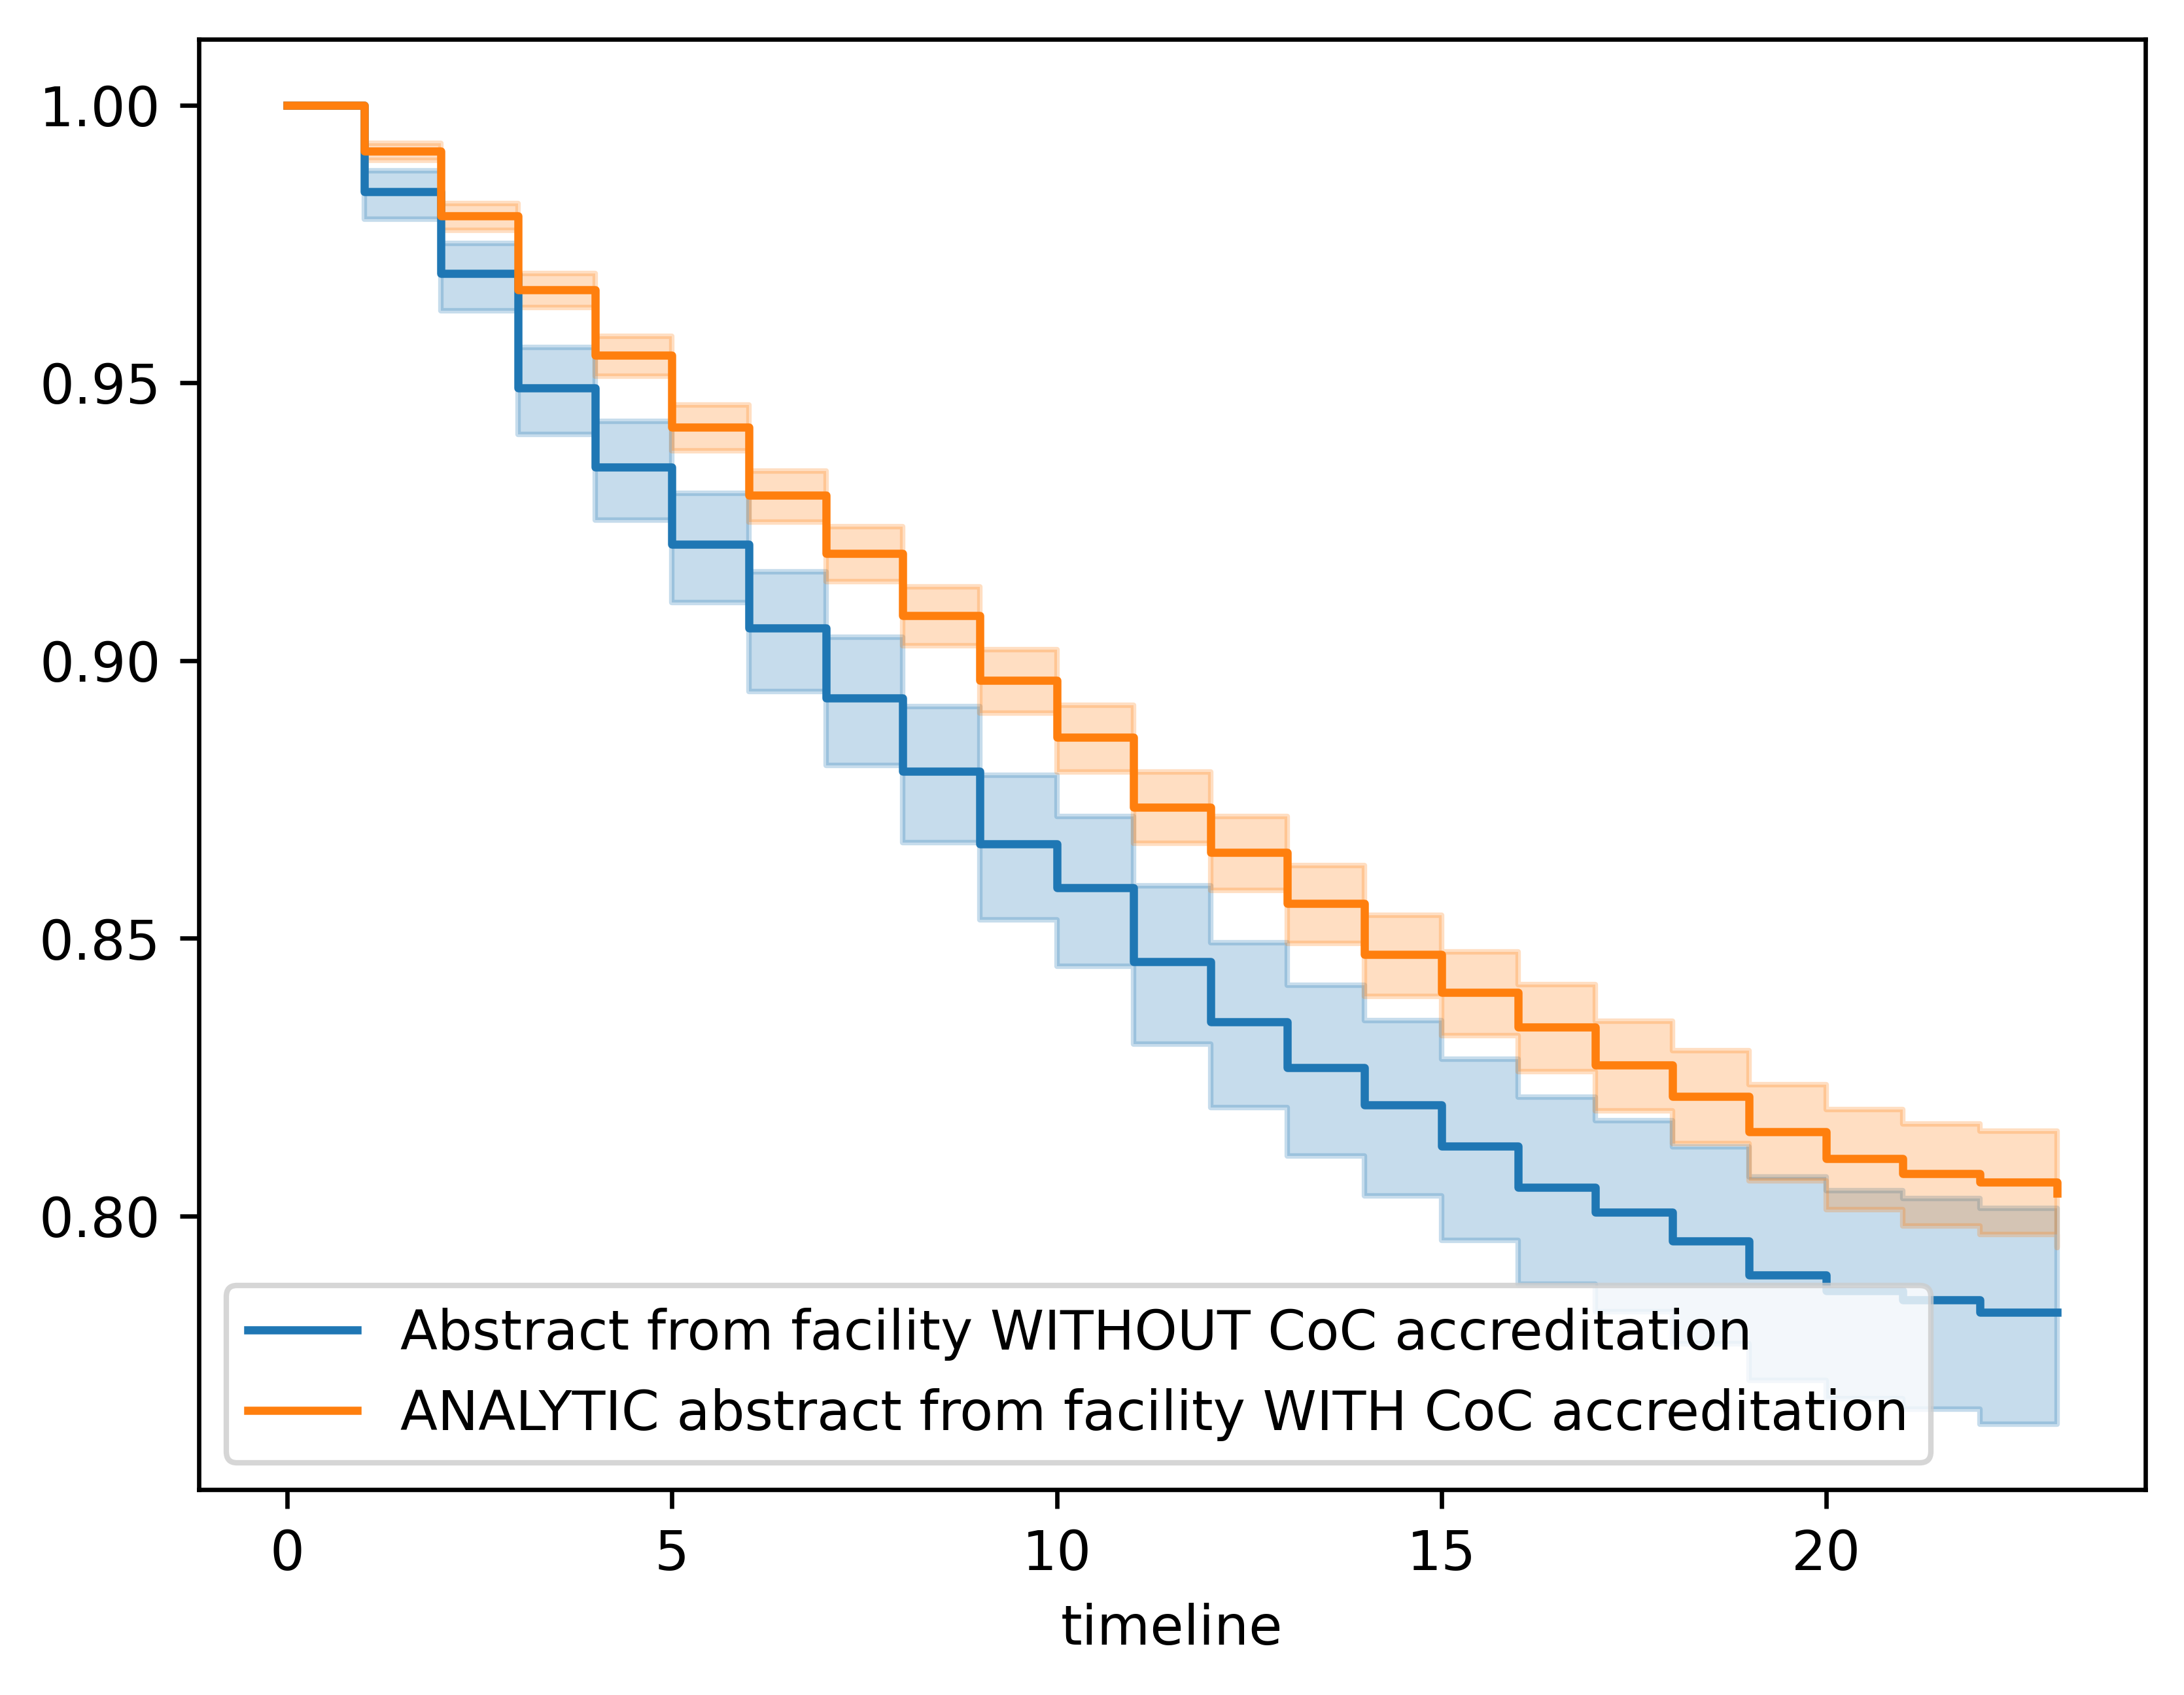 1.00
0.95
0.90
0.85
0.80
Abstract from facility WITHOUT CoC accreditation
ANALYTIC abstract from facility WITH CoC accreditation
0 5 10 15 20
timeline